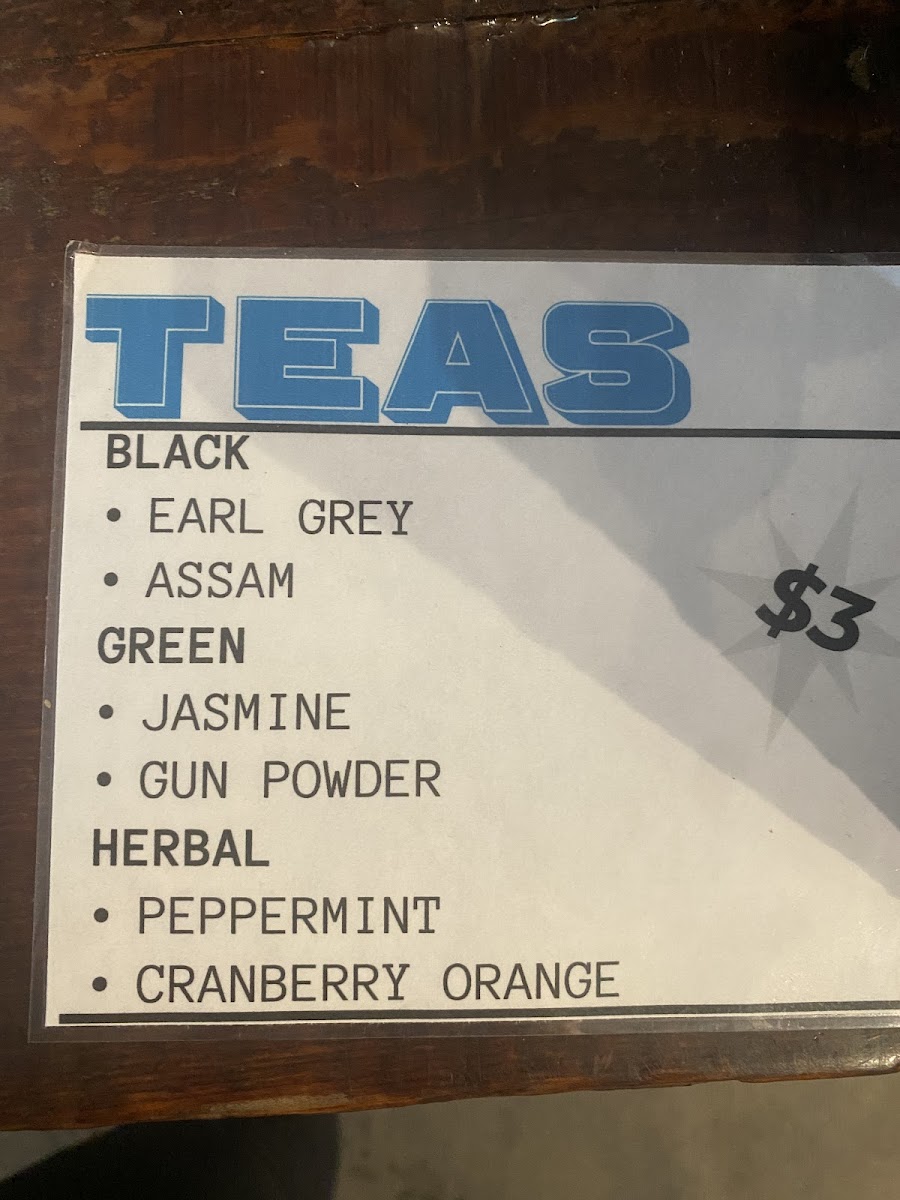 TEAS
BLACK
• EARL GREY
• ASSAM
$3
GREEN
• JASMINE
• GUN POWDER
HERBAL
• PEPPERMINT
• CRANBERRY ORANGE